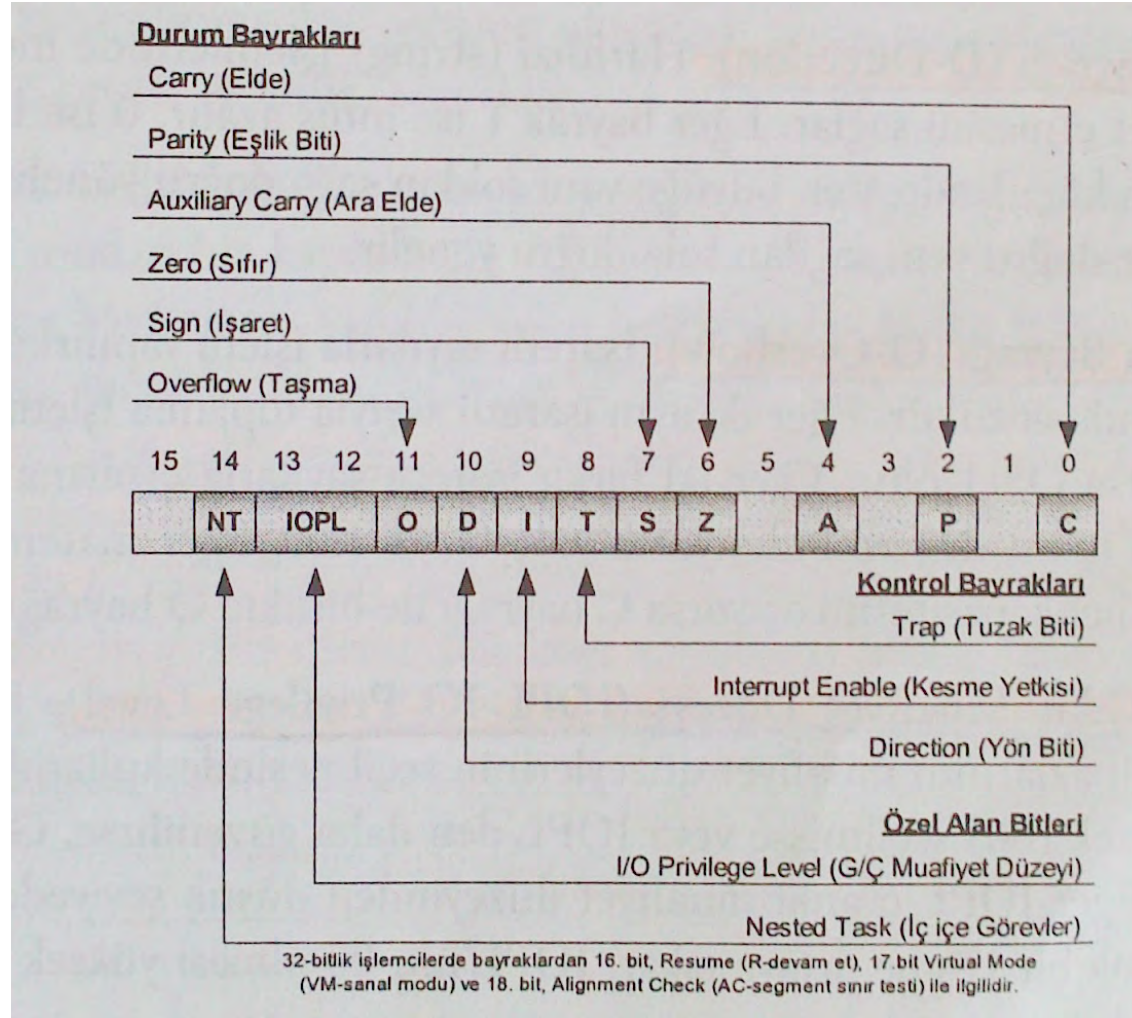 Durum Bayrakları
Carry (Elde)
Parity (Eşlik Biti)
Auxiliary Carry (Ara Elde)
Zero (Sıfır)
Sign (İşaret)
Overflow (Taşma)
15 14 13 12 11 10 9 8 7 6 5 4 3 2 1 0
NT IOPL O D I T S Z A P C
Kontrol Bayrakları
Trap (Tuzak Biti)
Interrupt Enable (Kesme Yetkisi)
Direction (Yön Biti)
Özel Alan Bitleri
I/O Privilege Level (G/Ç Muafiyet Düzeyi)
Nested Task (İç içe Görevler)
32-bitlik işlemcilerde bayraklardan 16. bit, Resume (R-devam et), 17.bit Virtual Mode
(VM-sanal modu) ve 18. bit, Alignment Check (AC-segment sınır testi) ile ilgilidir.